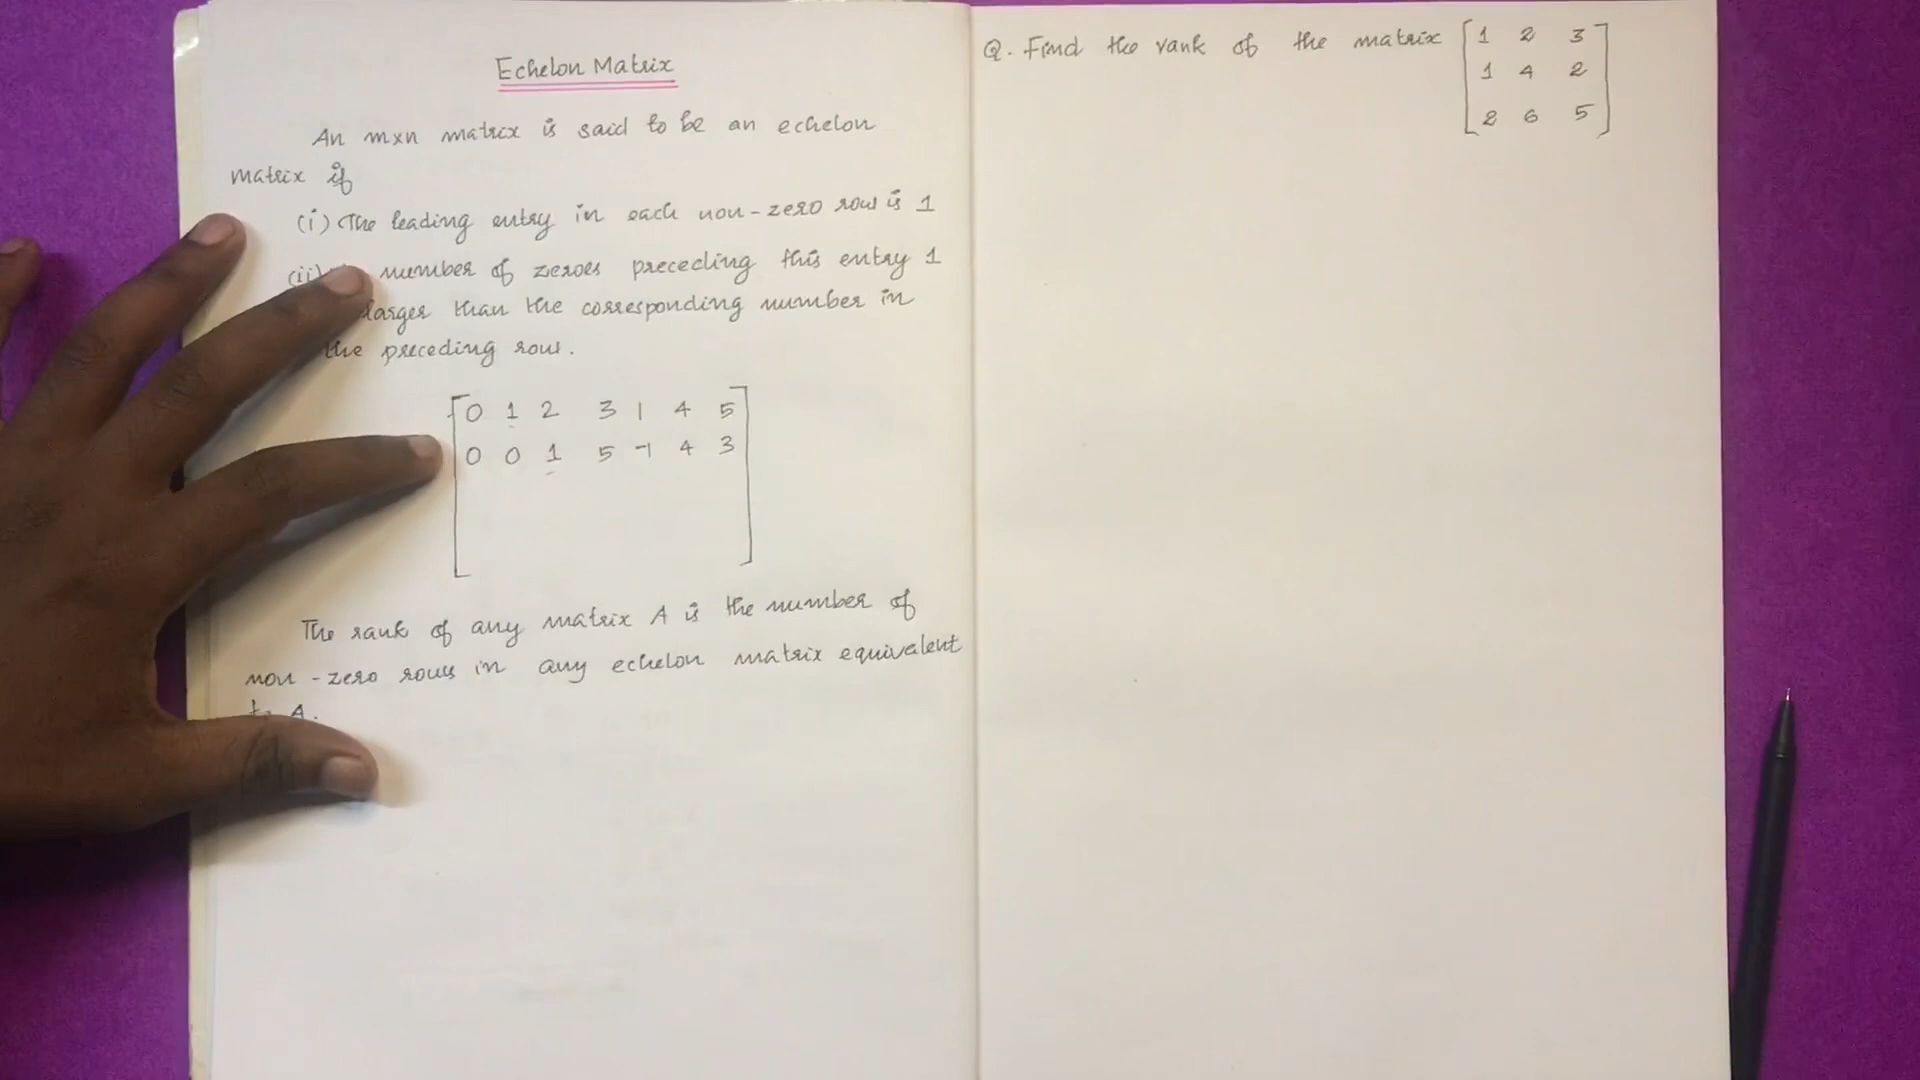 Echelon Matrix
An mxn matrix is said to be an echelon
matrix if
(i) The leading entry in each non-zero row is 1
(ii) number of zeroes preceding this entry 1
larger than the corresponding number in
the preceding row.
0 1 2 3 1 4 5
0 0 1 5 -1 4 3
The rank of any matrix A is the number of
non-zero rows in any echelon matrix equivalent
to A.
Q. Find the rank of the matrix 1 2 3
1 4 2
2 6 5